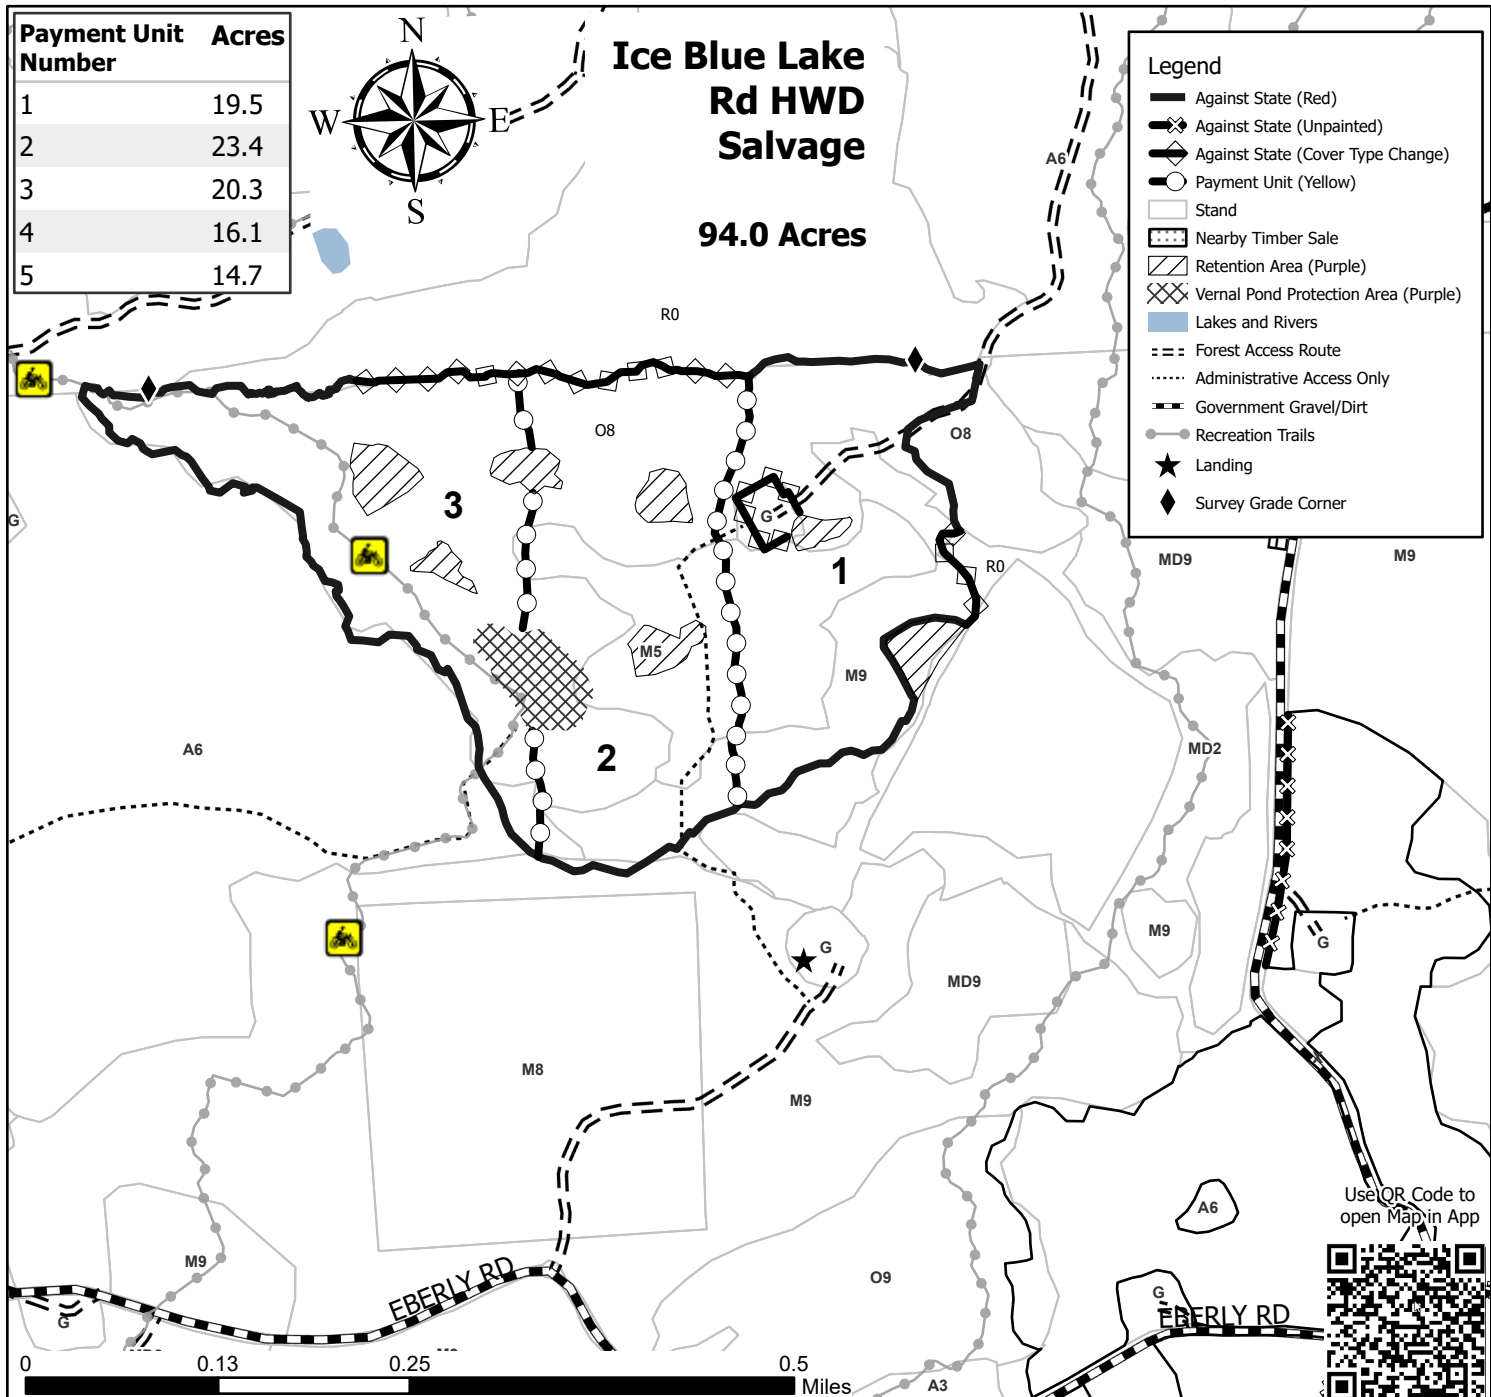 Payment Unit Number Acres
1 19.5
2 23.4
3 20.3
4 16.1
5 14.7
N
W E
S
Ice Blue Lake
Rd HWD
Salvage
94.0 Acres
Legend
Against State (Red)
Against State (Unpainted)
Against State (Cover Type Change)
Payment Unit (Yellow)
Stand
Nearby Timber Sale
Retention Area (Purple)
Vernal Pond Protection Area (Purple)
Lakes and Rivers
Forest Access Route
Administrative Access Only
Government Gravel/Dirt
Recreation Trails
Landing
Survey Grade Corner
A6
R0
O8
O8
3
G
G
1
R0
MD9
M9
M5
M9
A6
2
MD2
M9
G
G
MD9
M8
M9
A6
Use QR Code to
open Map in App
M9
O9
G
EBERLY RD
G
EBERLY RD
A3
0 0.13 0.25 0.5
Miles